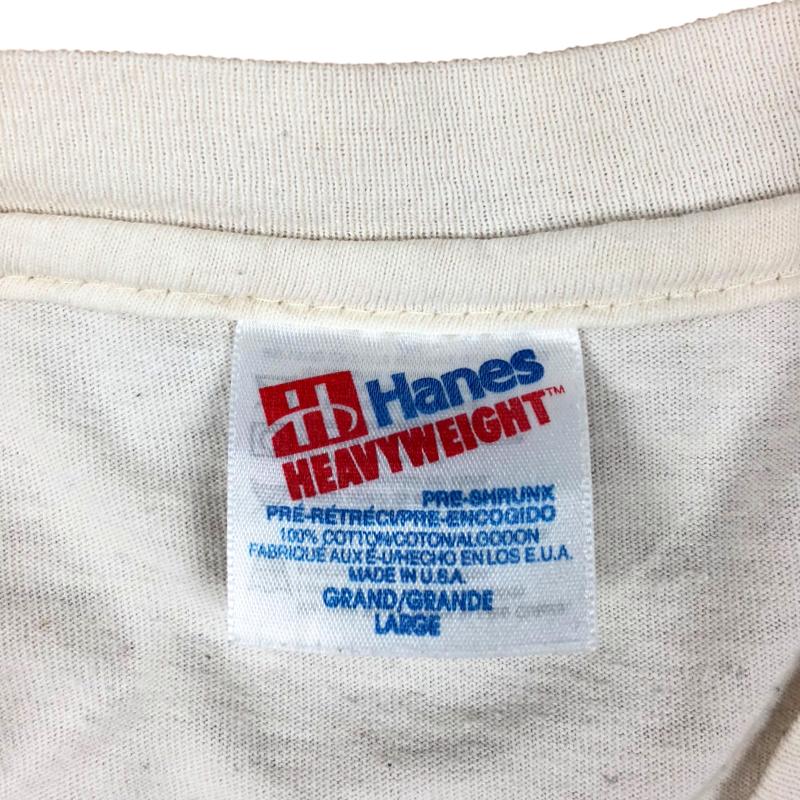 Hanes
HEAVYWEIGHT™
PRE-SHRUNK
PRÉ-RÉTRÉCI/PRE-ENCOGIDO
100% COTTON/COTON/ALGODON
FABRIQUÉ AUX É-U/HECHO EN LOS E.U.A.
MADE IN U.S.A.
GRAND/GRANDE
LARGE